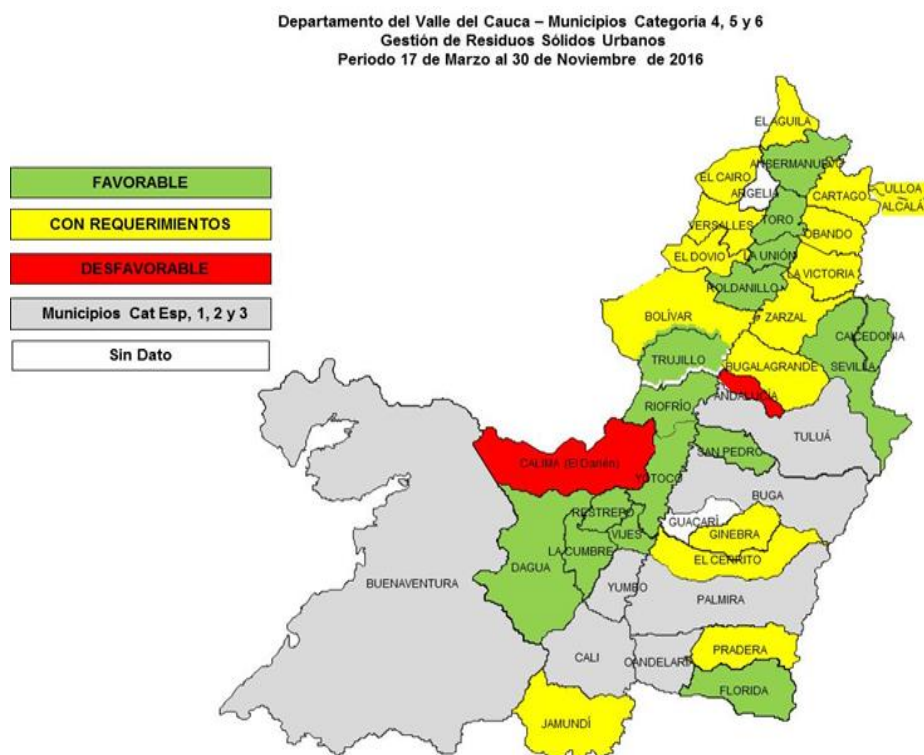 Departamento del Valle del Cauca – Municipios Categoría 4, 5 y 6
Gestión de Residuos Sólidos Urbanos
Periodo 17 de Marzo al 30 de Noviembre de 2016
FAVORABLE
CON REQUERIMIENTOS
DESFAVORABLE
Municipios Cat Esp, 1, 2 y 3
Sin Dato
EL AGUILA
ANSERMANUEVO
EL CAIRO
ARGELIA
CARTAGO
ULLOA
ALCALÁ
VERSALLES
TORO
OBANDO
EL DOVIO
LA UNIÓN
LA VICTORIA
ROLDANILLO
BOLÍVAR
ZARZAL
CAICEDONIA
TRUJILLO
BUGALAGRANDE
SEVILLA
ANDALUCÍA
RIOFRÍO
TULUÁ
SAN PEDRO
CALIMA (El Darién)
YOTOCO
BUGA
RESTREPO
GUACARÍ
VIJES
GINEBRA
LA CUMBRE
EL CERRITO
DAGUA
BUENAVENTURA
YUMBO
PALMIRA
PRADERA
CALI
CANDELARIA
FLORIDA
JAMUNDÍ